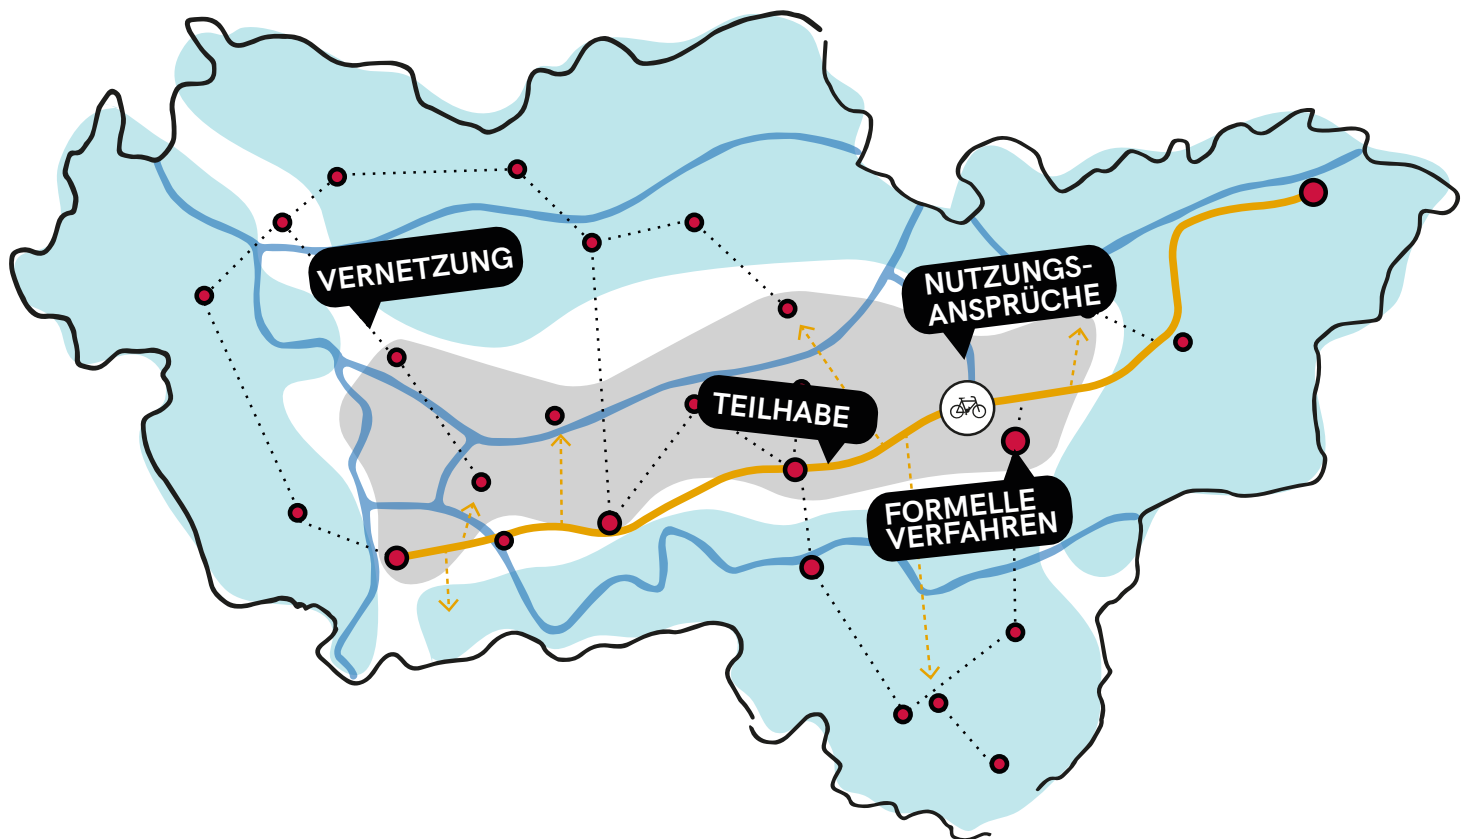 VERNETZUNG
NUTZUNGS-
ANSPRÜCHE
TEILHABE
FORMELLE
VERFAHREN